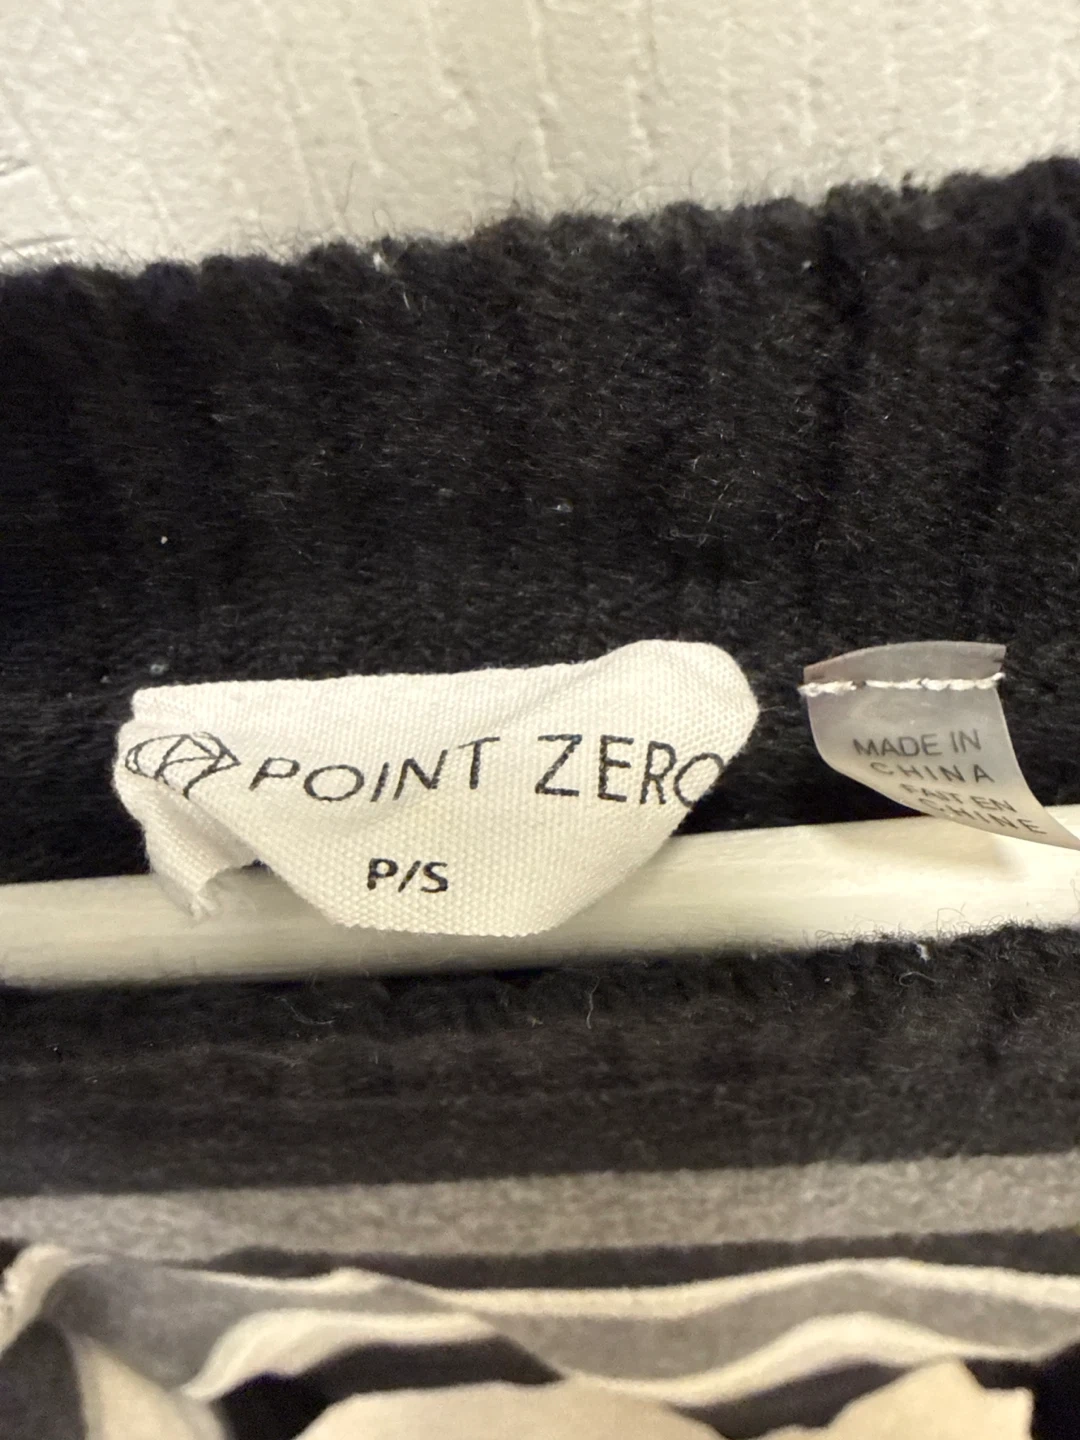 POINT ZERO
P/S
MADE IN
CHINA
FAIT EN
CHINE